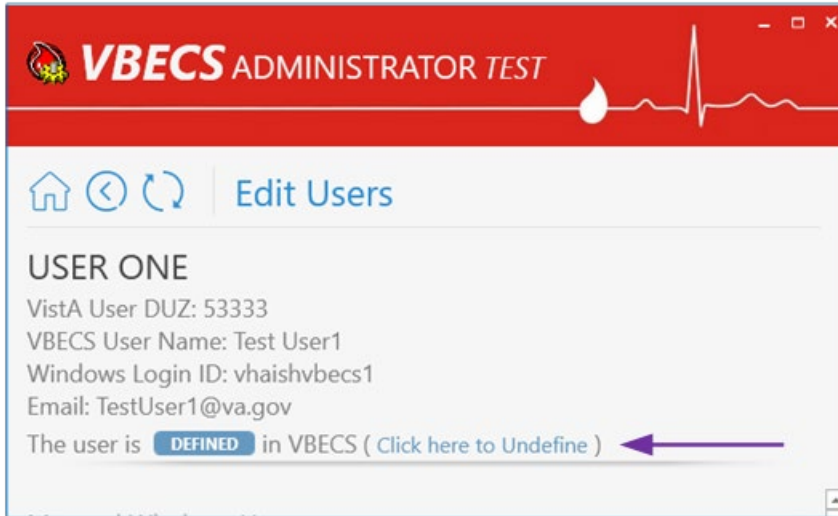 VBECS ADMINISTRATOR TEST
Edit Users
USER ONE
VistA User DUZ: 53333
VBECS User Name: Test User1
Windows Login ID: vhaishvbecs1
Email: TestUser1@va.gov
The user is DEFINED in VBECS ( Click here to Undefine )